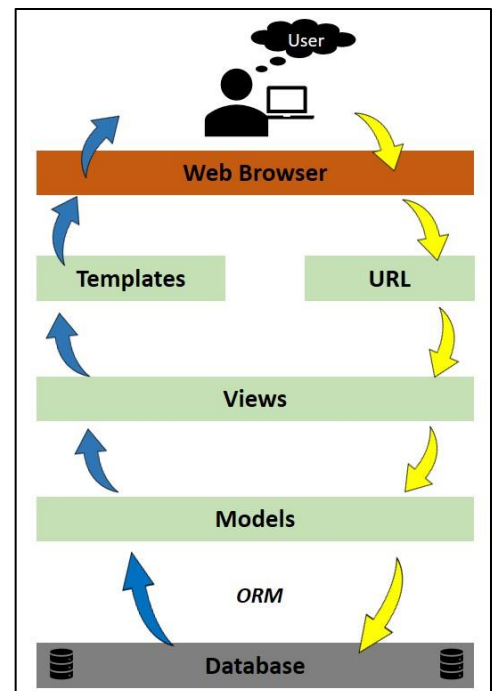 User
Web Browser
Templates
URL
Views
Models
ORM
Database